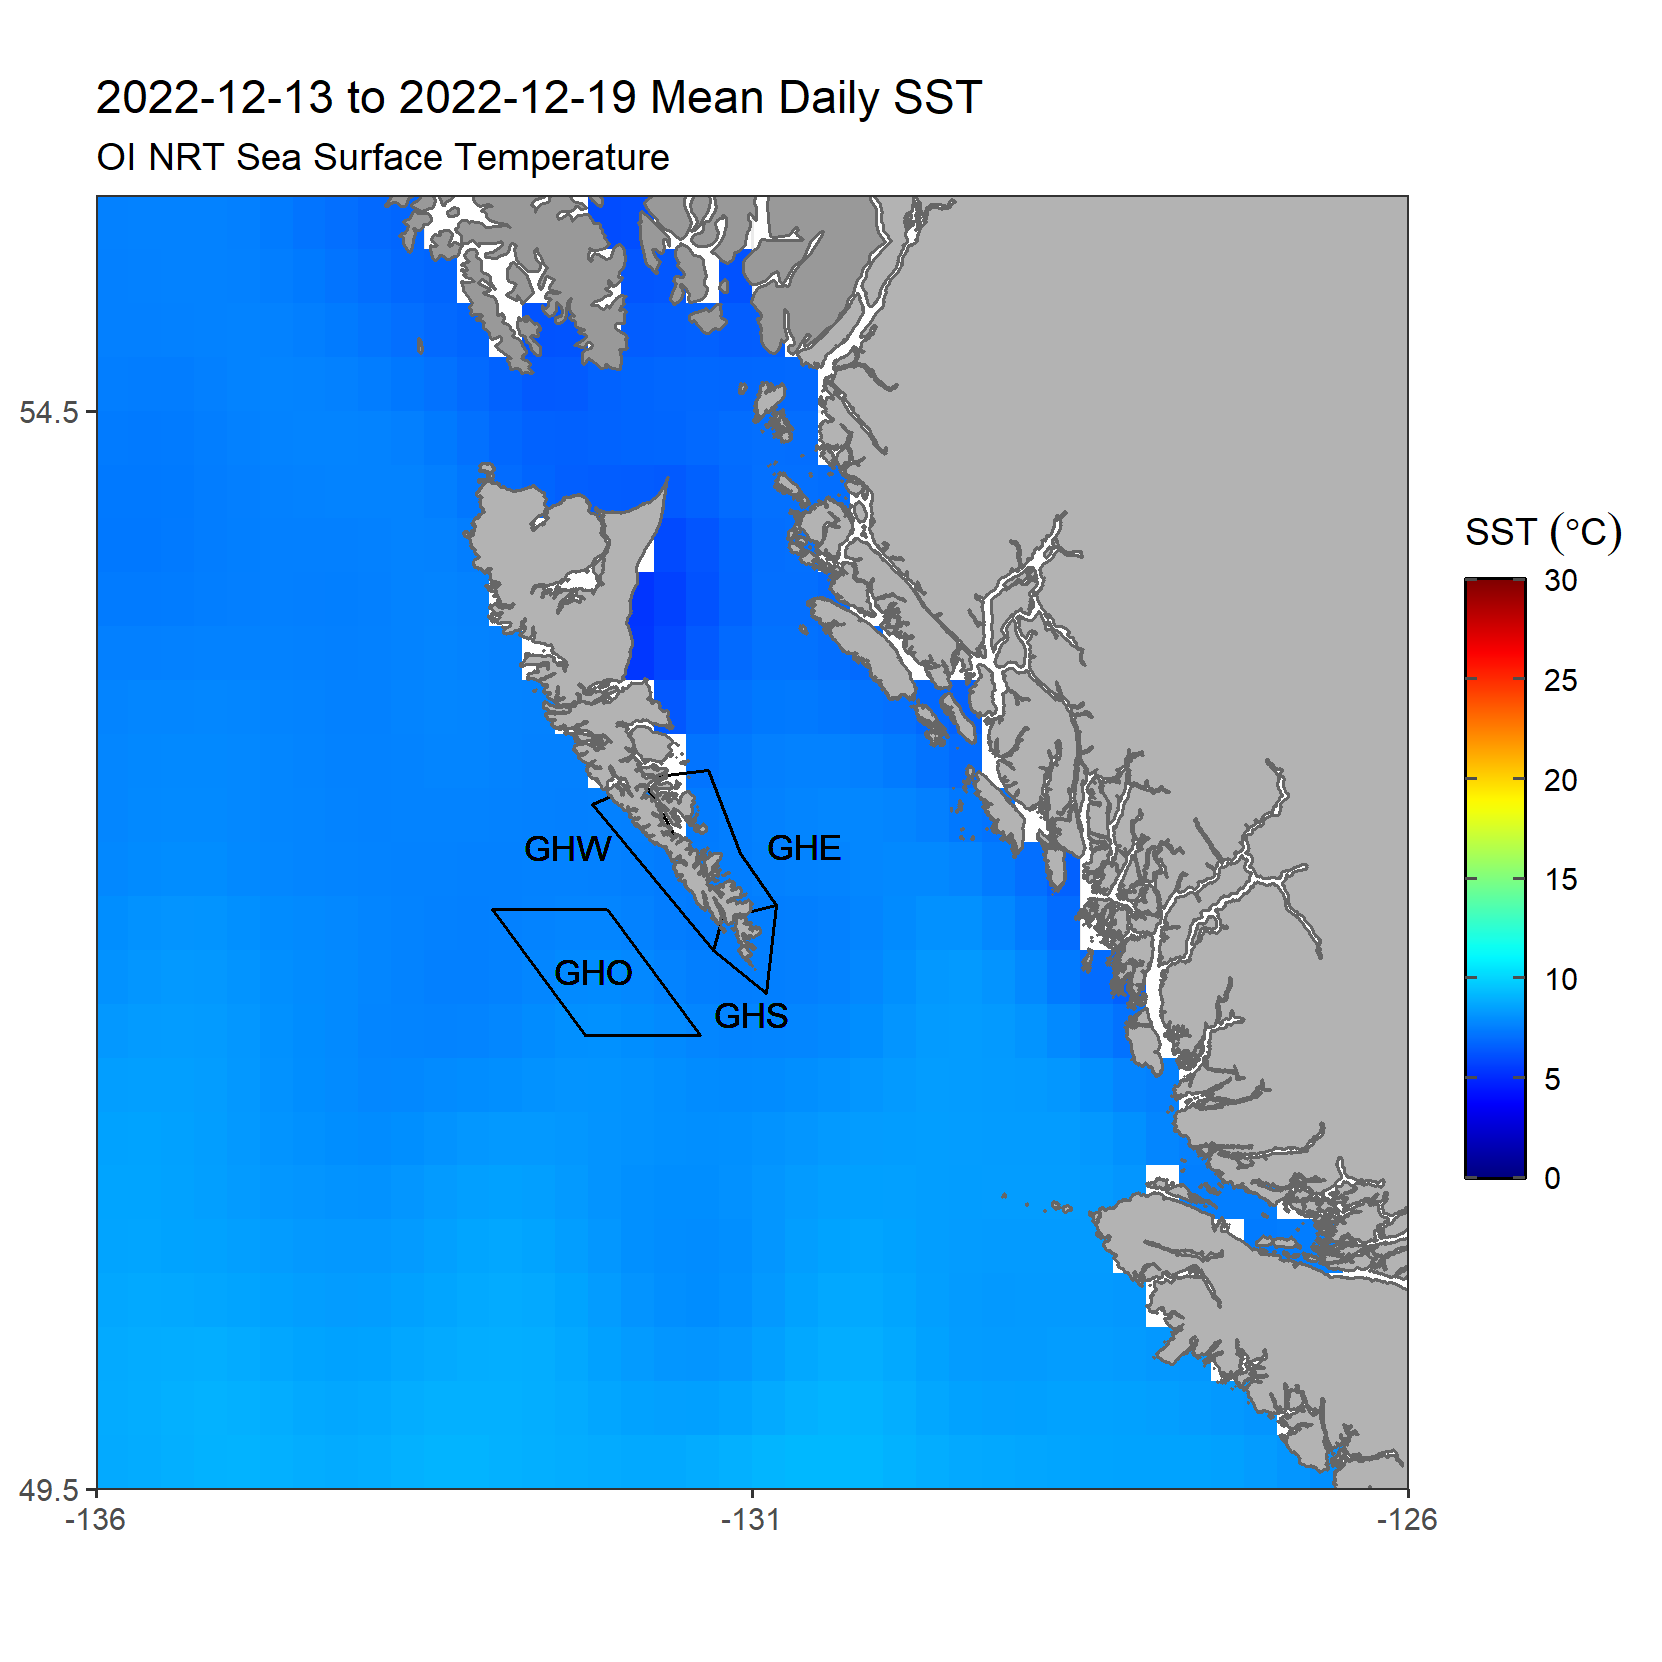 2022-12-13 to 2022-12-19 Mean Daily SST
OI NRT Sea Surface Temperature
54.5
49.5
-136
-131
-126
GHW
GHE
GHO
GHS
SST (°C)
30
25
20
15
10
5
0